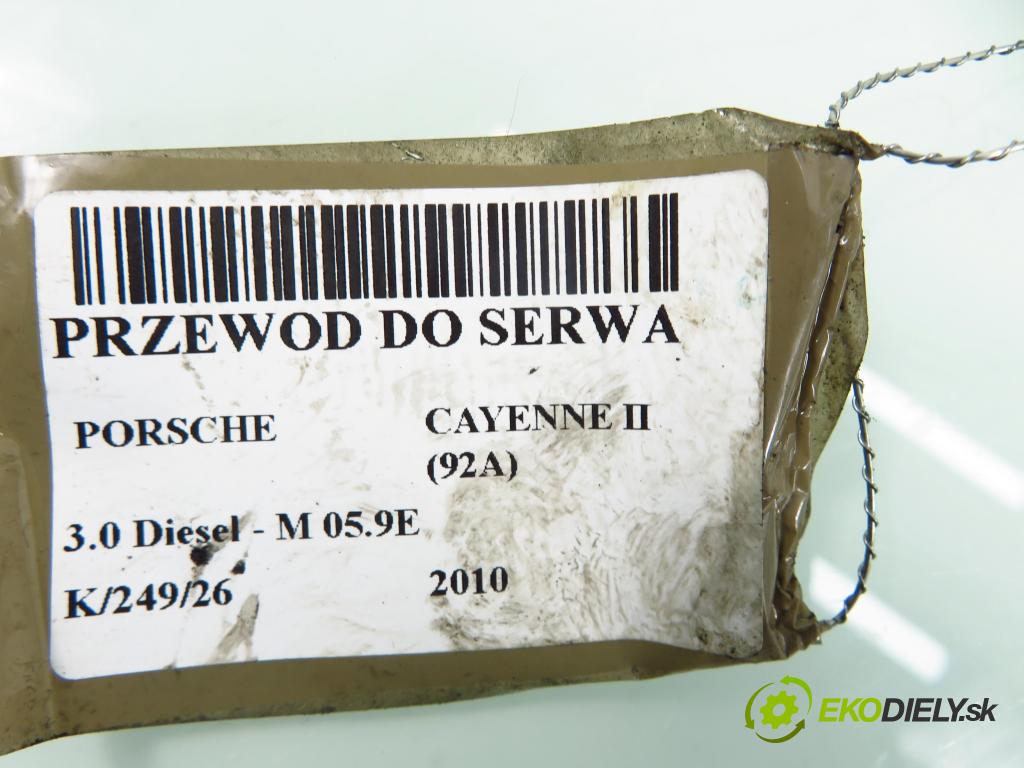 PRZEWOD DO SERWA
PORSCHE CAYENNE II
(92A)
3.0 Diesel - M 05.9E
K/249/26 2010
EKODIELY.sk